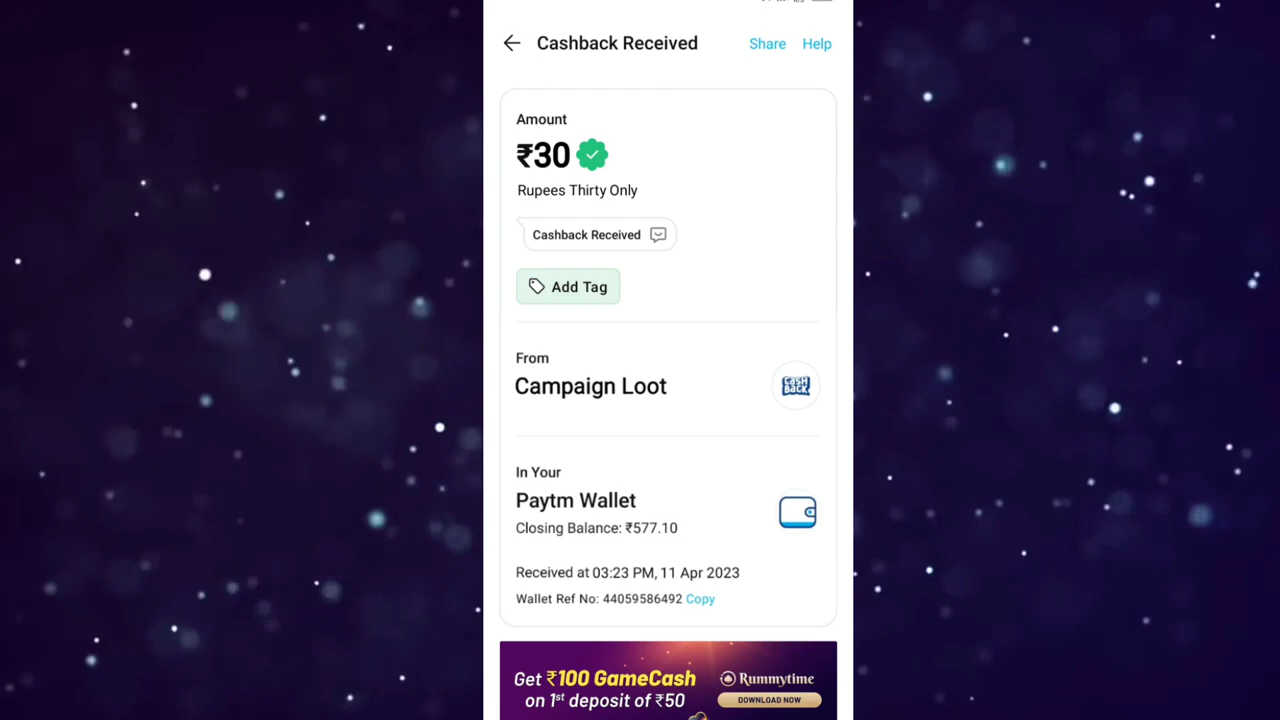 Cashback Received
Share Help
Amount
₹30
Rupees Thirty Only
Cashback Received
Add Tag
From
Campaign Loot
CASH
BACK
In Your
Paytm Wallet
Closing Balance: ₹577.10
Received at 03:23 PM, 11 Apr 2023
Wallet Ref No: 44059586492 Copy
Get ₹100 GameCash
on 1st deposit of ₹50
Rummytime
DOWNLOAD NOW